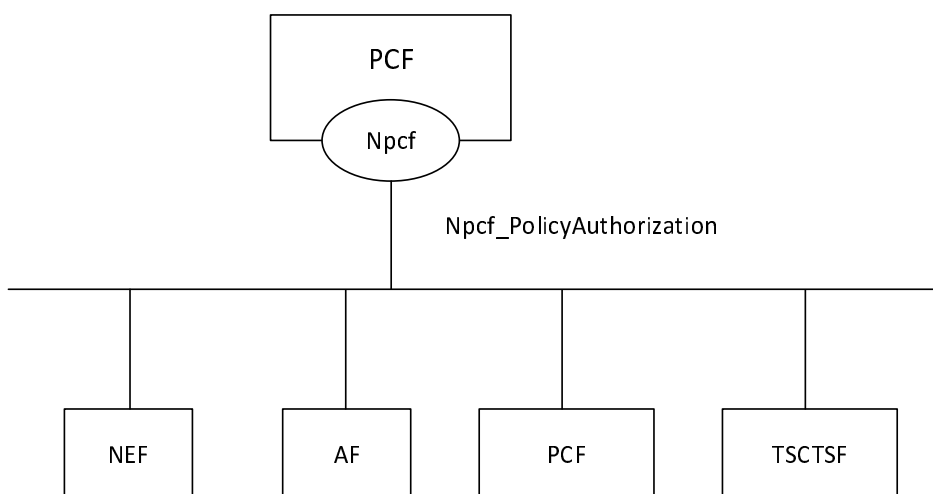 PCF
Npcf
Npcf_PolicyAuthorization
NEF
AF
PCF
TSCTSF